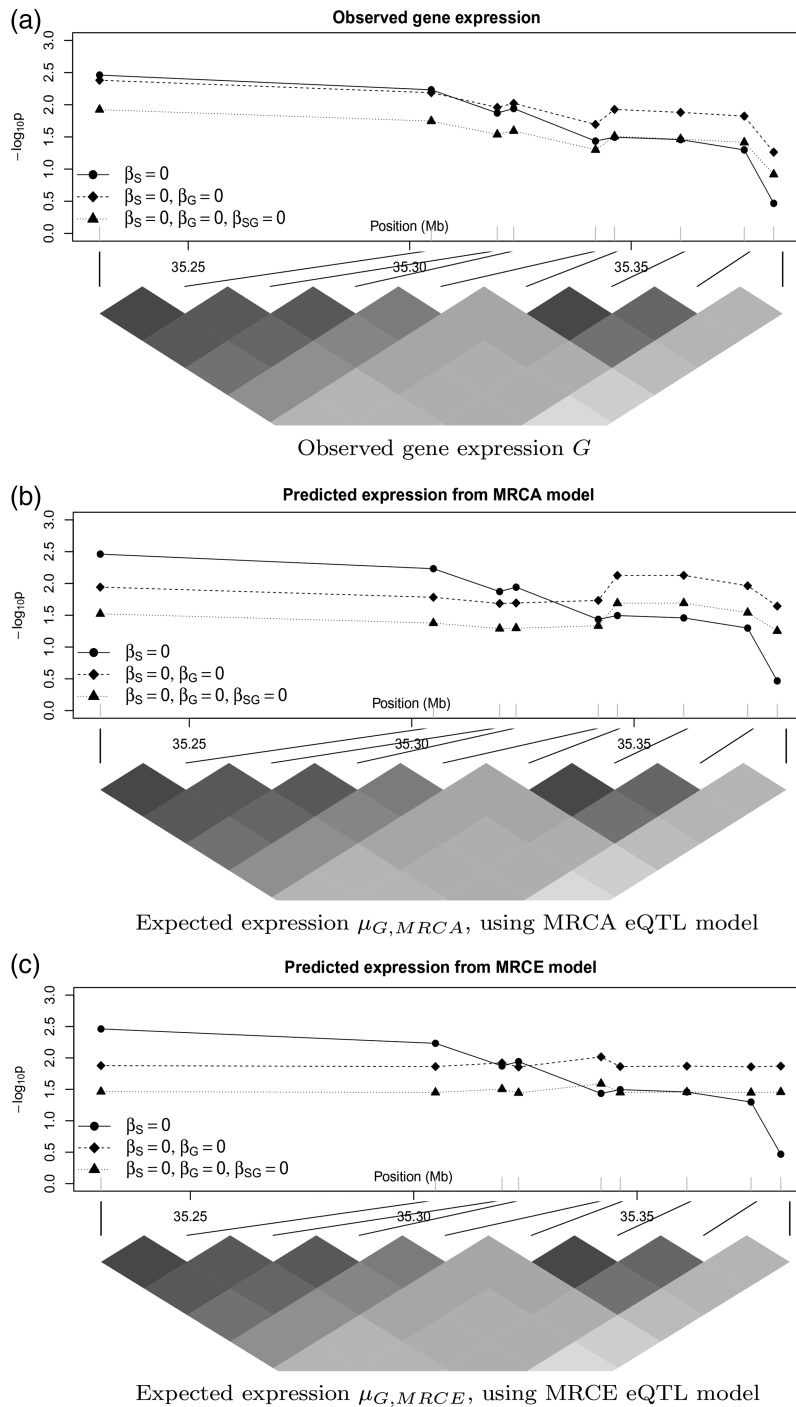 (a)
Observed gene expression
3.0
2.5
2.0
1.5
1.0
0.5
0.0
−log10p
βS = 0
βS = 0, βG = 0
βS = 0, βG = 0, βSG = 0
Position (Mb)
35.25 35.30 35.35
Observed gene expression G
(b)
Predicted expression from MRCA model
3.0
2.5
2.0
1.5
1.0
0.5
0.0
−log10p
βS = 0
βS = 0, βG = 0
βS = 0, βG = 0, βSG = 0
Position (Mb)
35.25 35.30 35.35
Expected expression μG,MRCA, using MRCA eQTL model
(c)
Predicted expression from MRCE model
3.0
2.5
2.0
1.5
1.0
0.5
0.0
−log10p
βS = 0
βS = 0, βG = 0
βS = 0, βG = 0, βSG = 0
Position (Mb)
35.25 35.30 35.35
Expected expression μG,MRCE, using MRCE eQTL model